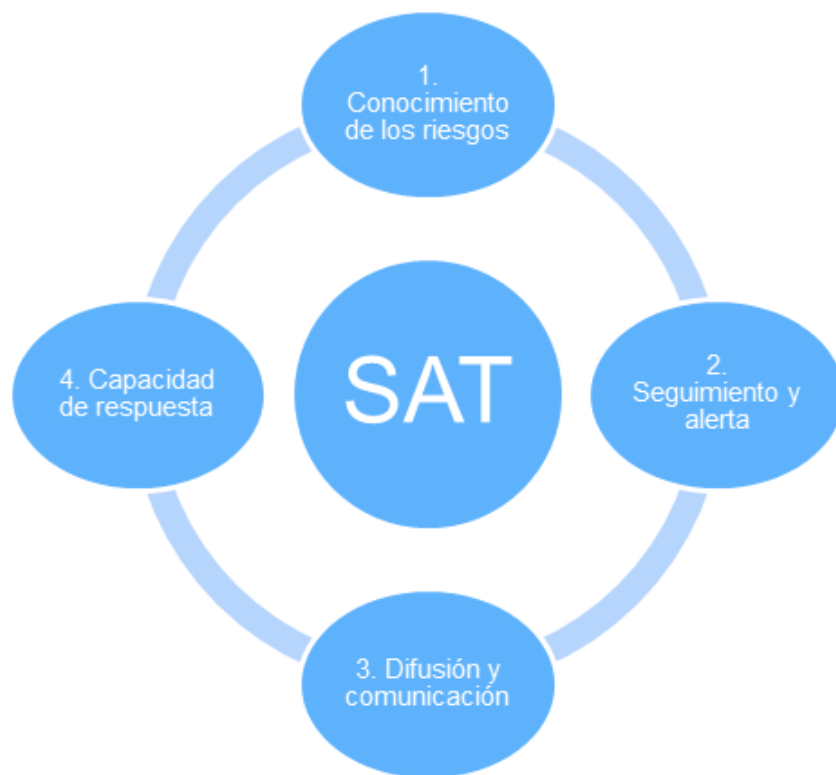 1.
Conocimiento
de los riesgos
SAT
2.
Seguimiento y
alerta
3. Difusión y
comunicación
4. Capacidad
de respuesta